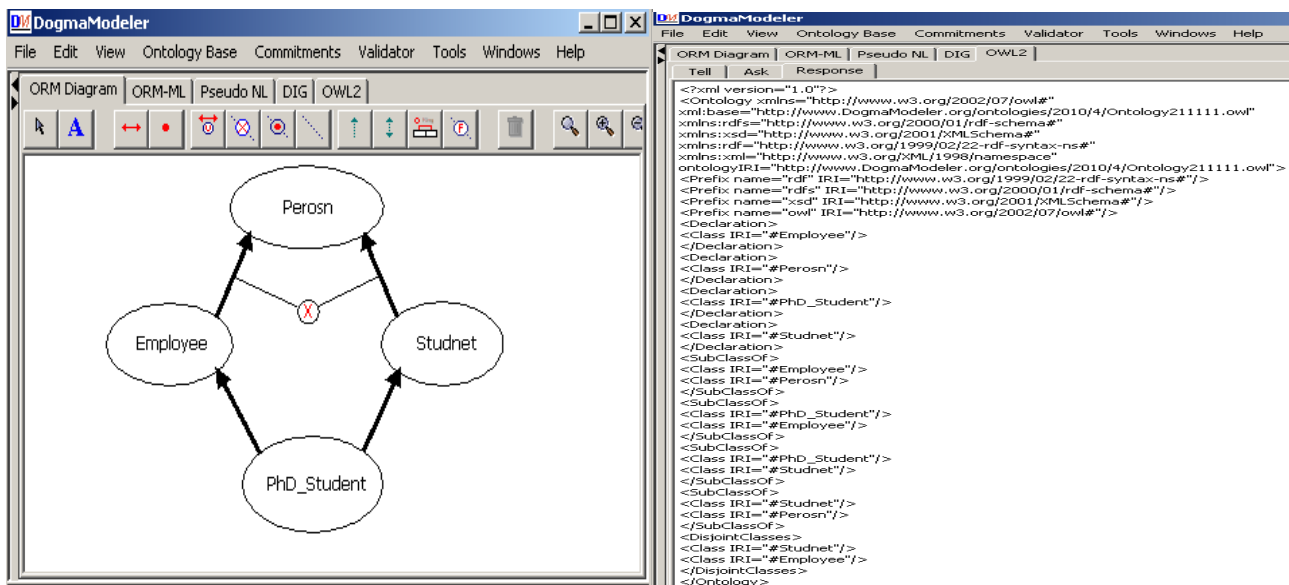 DogmaModeler
File Edit View Ontology Base Commitments Validator Tools Windows Help
ORM Diagram ORM-ML Pseudo NL DIG OWL2
A
U
F
Perosn
X
Employee
Studnet
PhD_Student
DogmaModeler
File Edit View Ontology Base Commitments Validator Tools Windows Help
ORM Diagram ORM-ML Pseudo NL DIG OWL2
Tell Ask Response
<?xml version="1.0"?>
<Ontology xmlns="http://www.w3.org/2002/07/owl#"
xml:base="http://www.DogmaModeler.org/ontologies/2010/4/Ontology211111.owl"
xmlns:rdfs="http://www.w3.org/2000/01/rdf-schema#"
xmlns:xsd="http://www.w3.org/2001/XMLSchema#"
xmlns:rdf="http://www.w3.org/1999/02/22-rdf-syntax-ns#"
xmlns:xml="http://www.w3.org/XML/1998/namespace"
ontologyIRI="http://www.DogmaModeler.org/ontologies/2010/4/Ontology211111.owl">
<Prefix name="rdf" IRI="http://www.w3.org/1999/02/22-rdf-syntax-ns#"/>
<Prefix name="rdfs" IRI="http://www.w3.org/2000/01/rdf-schema#"/>
<Prefix name="xsd" IRI="http://www.w3.org/2001/XMLSchema#"/>
<Prefix name="owl" IRI="http://www.w3.org/2002/07/owl#"/>
<Declaration>
<Class IRI="#Employee"/>
</Declaration>
<Declaration>
<Class IRI="#Perosn"/>
</Declaration>
<Declaration>
<Class IRI="#PhD_Student"/>
</Declaration>
<Declaration>
<Class IRI="#Studnet"/>
</Declaration>
<SubClassOf>
<Class IRI="#Employee"/>
<Class IRI="#Perosn"/>
</SubClassOf>
<SubClassOf>
<Class IRI="#PhD_Student"/>
<Class IRI="#Employee"/>
</SubClassOf>
<SubClassOf>
<Class IRI="#PhD_Student"/>
<Class IRI="#Studnet"/>
</SubClassOf>
<SubClassOf>
<Class IRI="#Studnet"/>
<Class IRI="#Perosn"/>
</SubClassOf>
<DisjointClasses>
<Class IRI="#Studnet"/>
<Class IRI="#Employee"/>
</DisjointClasses>
</Ontology>